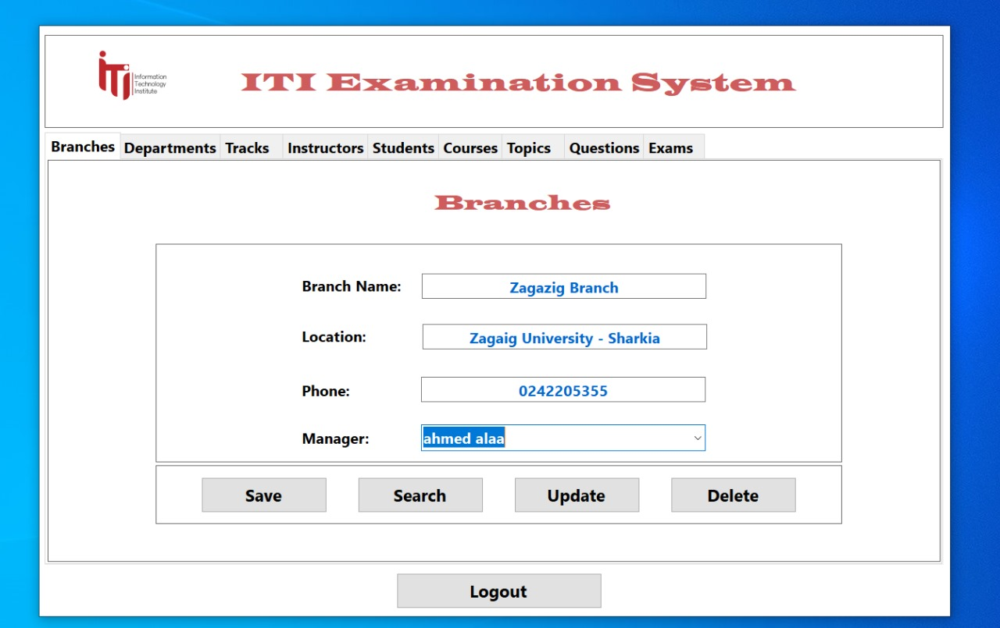 Information
Technology
Institute
ITI Examination System
Branches Departments Tracks Instructors Students Courses Topics Questions Exams
Branches
Branch Name: Zagazig Branch
Location: Zagaig University - Sharkia
Phone: 0242205355
Manager: ahmed alaa
Save Search Update Delete
Logout